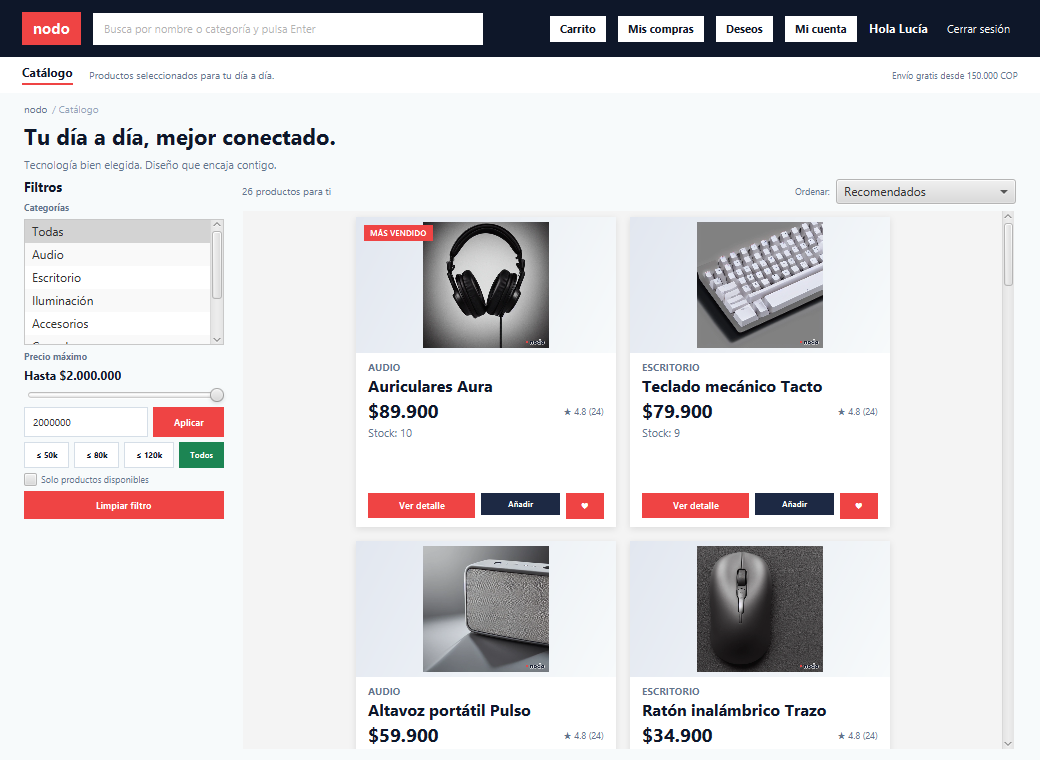 nodo
Busca por nombre o categoría y pulsa Enter
Carrito
Mis compras
Deseos
Mi cuenta
Hola Lucía
Cerrar sesión
Catálogo
Productos seleccionados para tu día a día.
Envío gratis desde 150.000 COP
nodo / Catálogo
Tu día a día, mejor conectado.
Tecnología bien elegida. Diseño que encaja contigo.
Filtros
Categorías
Todas
Audio
Escritorio
Iluminación
Accesorios
Precio máximo
Hasta $2.000.000
2000000
Aplicar
≤ 50k
≤ 80k
≤ 120k
Todos
Solo productos disponibles
Limpiar filtro
26 productos para ti
Ordenar:
Recomendados
MÁS VENDIDO
nodo
AUDIO
Auriculares Aura
$89.900
★ 4.8 (24)
Stock: 10
Ver detalle
Añadir
♥
nodo
ESCRITORIO
Teclado mecánico Tacto
$79.900
★ 4.8 (24)
Stock: 9
Ver detalle
Añadir
♥
nodo
AUDIO
Altavoz portátil Pulso
$59.900
★ 4.8 (24)
nodo
ESCRITORIO
Ratón inalámbrico Trazo
$34.900
★ 4.8 (24)